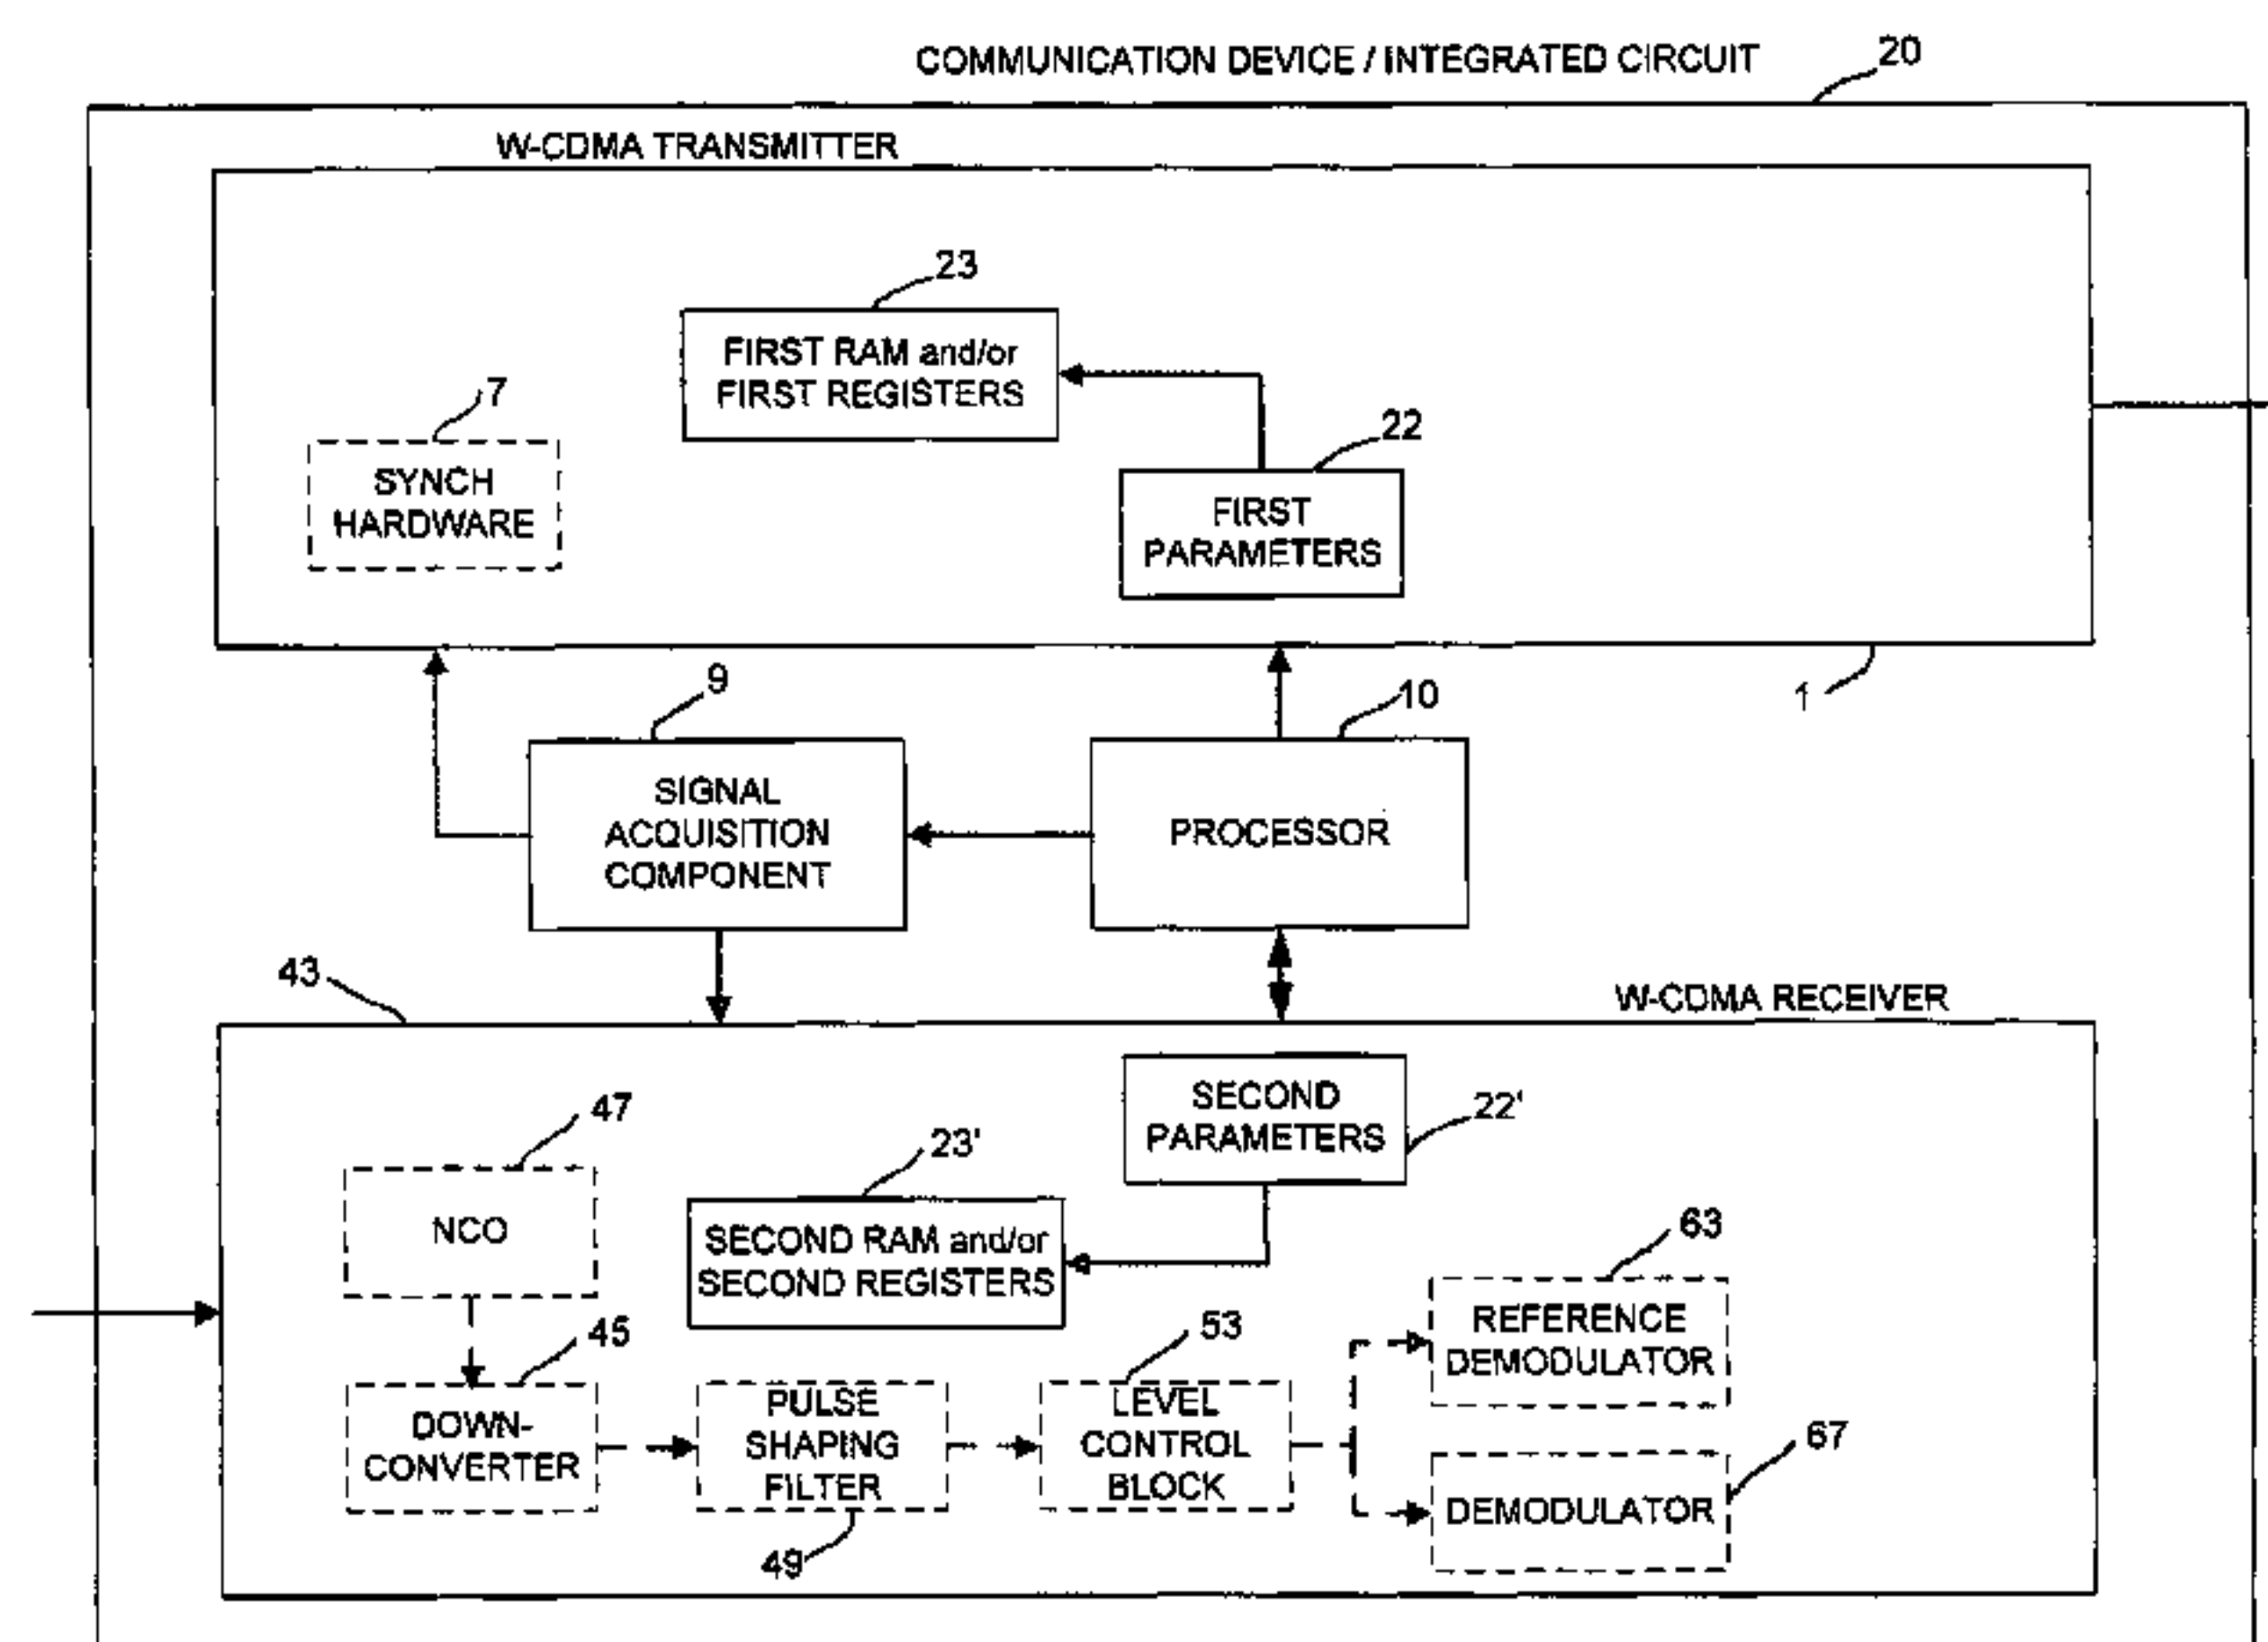 COMMUNICATION DEVICE / INTEGRATED CIRCUIT
20
W-CDMA TRANSMITTER
23
FIRST RAM and/or
FIRST REGISTERS
7
SYNCH
HARDWARE
22
FIRST
PARAMETERS
1
9
SIGNAL
ACQUISITION
COMPONENT
10
PROCESSOR
43
W-CDMA RECEIVER
47
NCO
23'
SECOND RAM and/or
SECOND REGISTERS
SECOND
PARAMETERS
22'
45
DOWN-
CONVERTER
PULSE
SHAPING
FILTER
49
53
LEVEL
CONTROL
BLOCK
63
REFERENCE
DEMODULATOR
67
DEMODULATOR